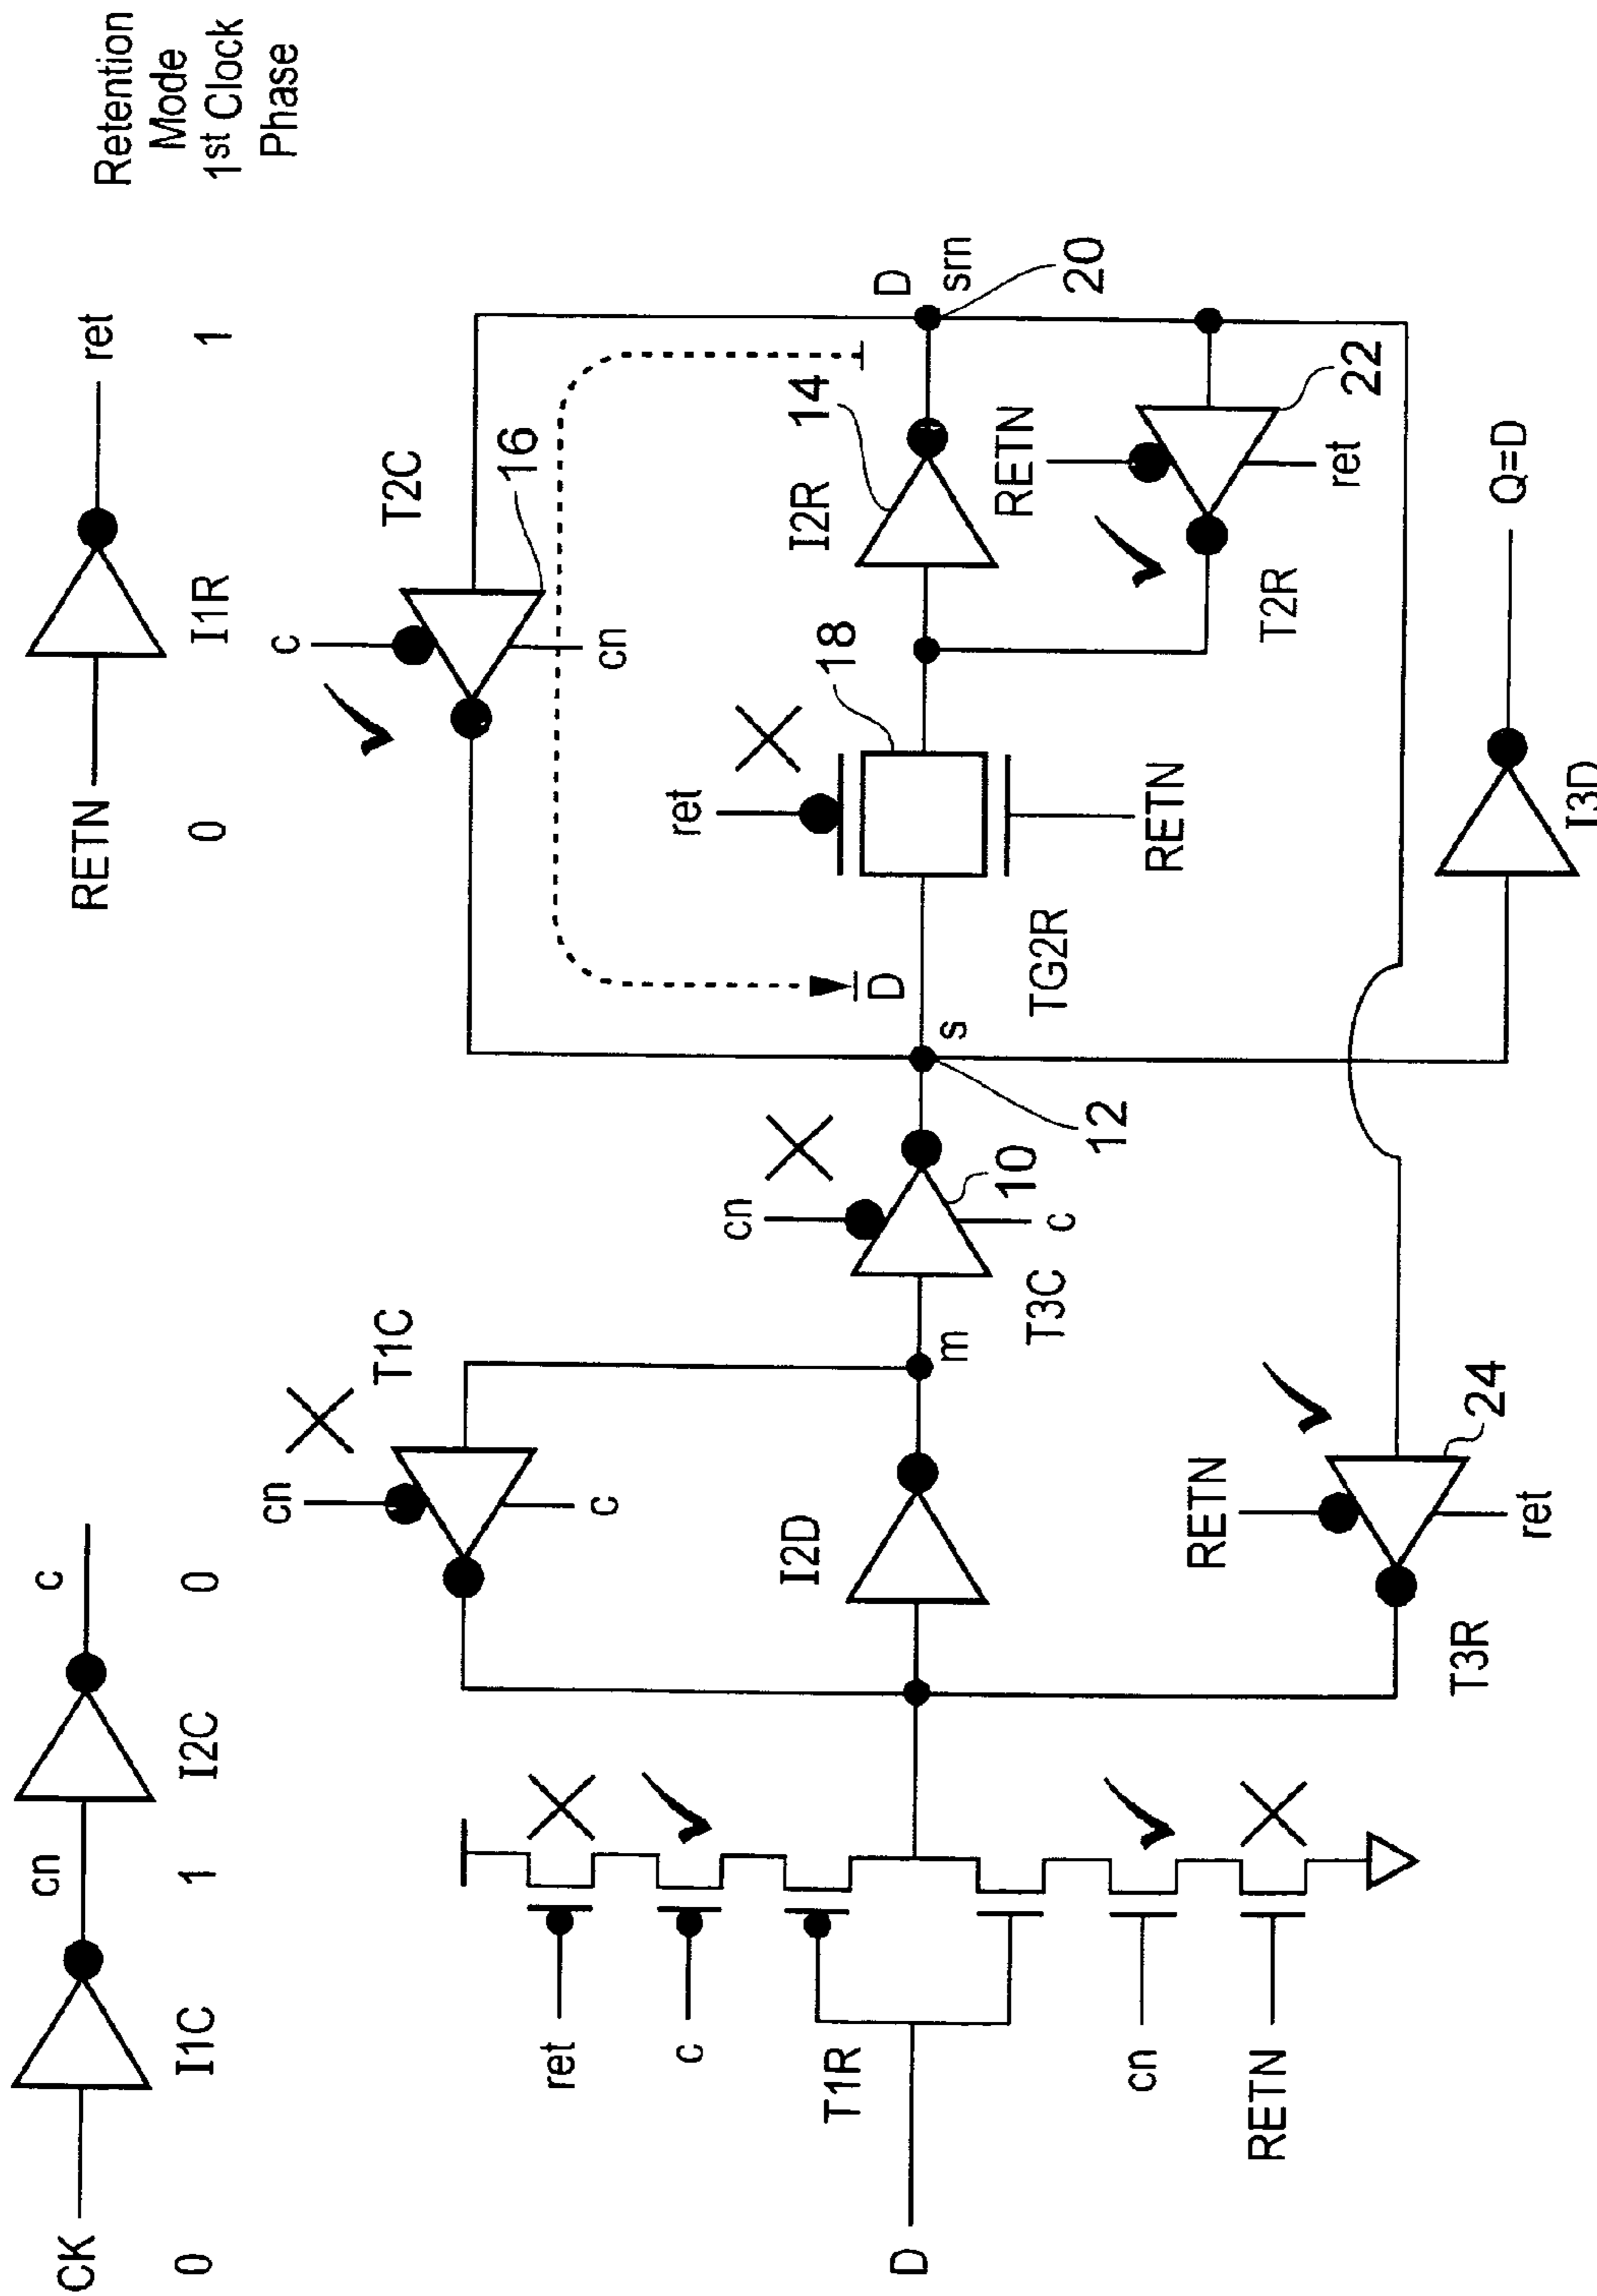 Retention
Mode
1st Clock
Phase
CK
cn
c
0
I1C
1
I2C
0
RETN
ret
0
I1R
1
ret
c
T1R
D
cn
RETN
cn
T1C
c
I2D
m
RETN
24
ret
T3R
cn
10
c
T3C
12
s
D
c
T2C
16
cn
ret
18
RETN
TG2R
I2R
14
D
srn
20
RETN
22
ret
T2R
Q=D
I3D